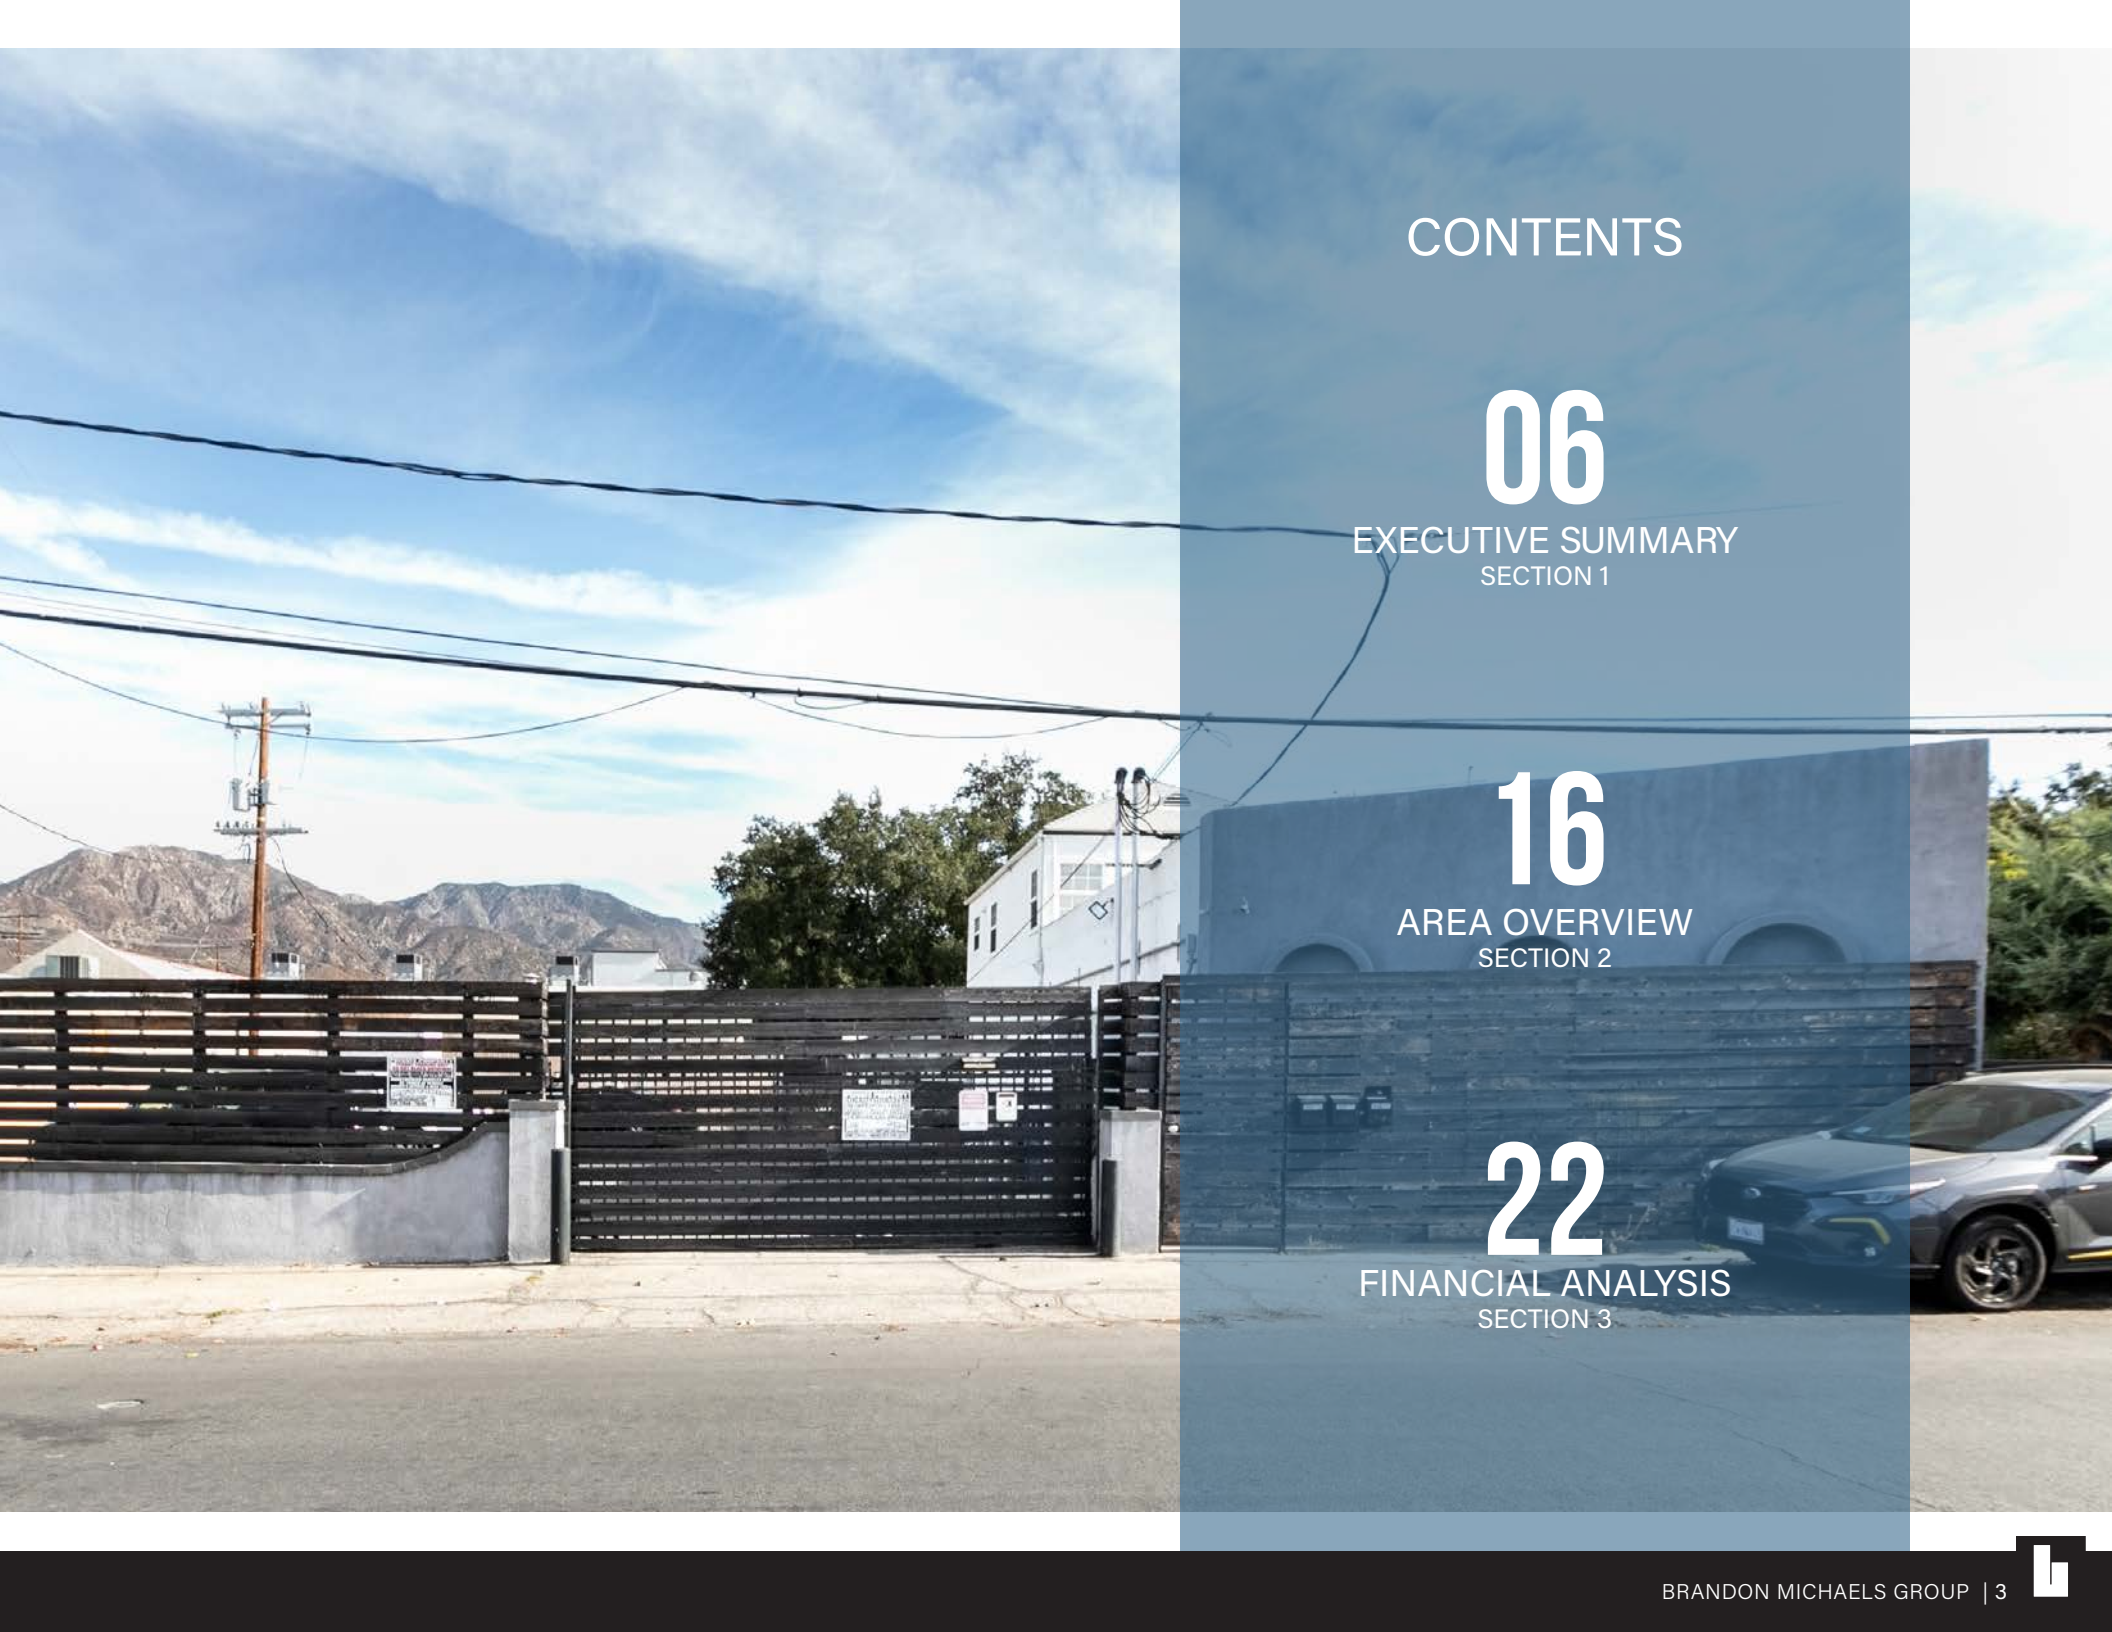 CONTENTS
06
EXECUTIVE SUMMARY
SECTION 1
16
AREA OVERVIEW
SECTION 2
22
FINANCIAL ANALYSIS
SECTION 3
BRANDON MICHAELS GROUP | 3